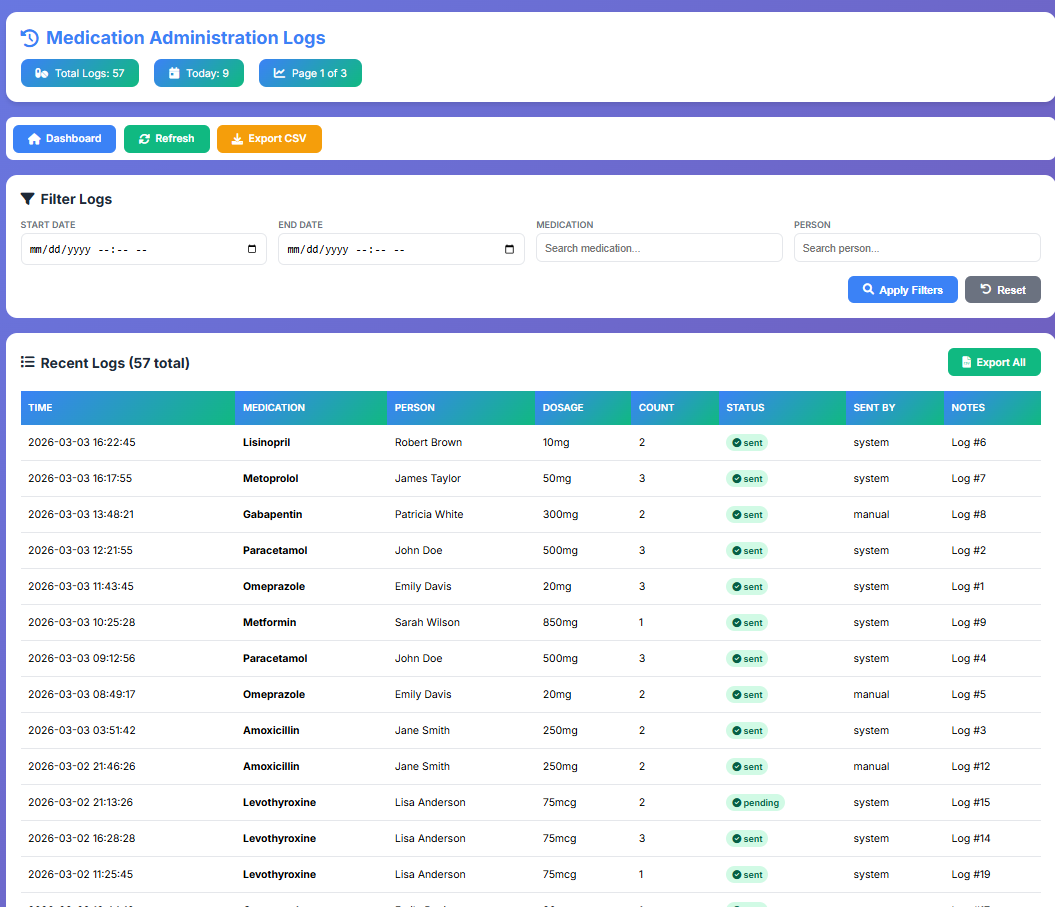 Medication Administration Logs
Total Logs: 57 Today: 9 Page 1 of 3
Dashboard Refresh Export CSV
Filter Logs
START DATE END DATE MEDICATION PERSON
mm/dd/yyyy --:-- -- mm/dd/yyyy --:-- -- Search medication... Search person...
Apply Filters Reset
Recent Logs (57 total) Export All
TIME MEDICATION PERSON DOSAGE COUNT STATUS SENT BY NOTES
2026-03-03 16:22:45 Lisinopril Robert Brown 10mg 2 sent system Log #6
2026-03-03 16:17:55 Metoprolol James Taylor 50mg 3 sent system Log #7
2026-03-03 13:48:21 Gabapentin Patricia White 300mg 2 sent manual Log #8
2026-03-03 12:21:55 Paracetamol John Doe 500mg 3 sent system Log #2
2026-03-03 11:43:45 Omeprazole Emily Davis 20mg 3 sent system Log #1
2026-03-03 10:25:28 Metformin Sarah Wilson 850mg 1 sent system Log #9
2026-03-03 09:12:56 Paracetamol John Doe 500mg 3 sent system Log #4
2026-03-03 08:49:17 Omeprazole Emily Davis 20mg 2 sent manual Log #5
2026-03-03 03:51:42 Amoxicillin Jane Smith 250mg 2 sent system Log #3
2026-03-02 21:46:26 Amoxicillin Jane Smith 250mg 2 sent manual Log #12
2026-03-02 21:13:26 Levothyroxine Lisa Anderson 75mcg 2 pending system Log #15
2026-03-02 16:28:28 Levothyroxine Lisa Anderson 75mcg 3 sent system Log #14
2026-03-02 11:25:45 Levothyroxine Lisa Anderson 75mcg 1 sent system Log #19